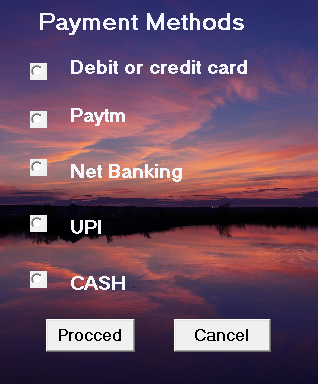 Payment Methods
Debit or credit card
Paytm
Net Banking
UPI
CASH
Procced Cancel